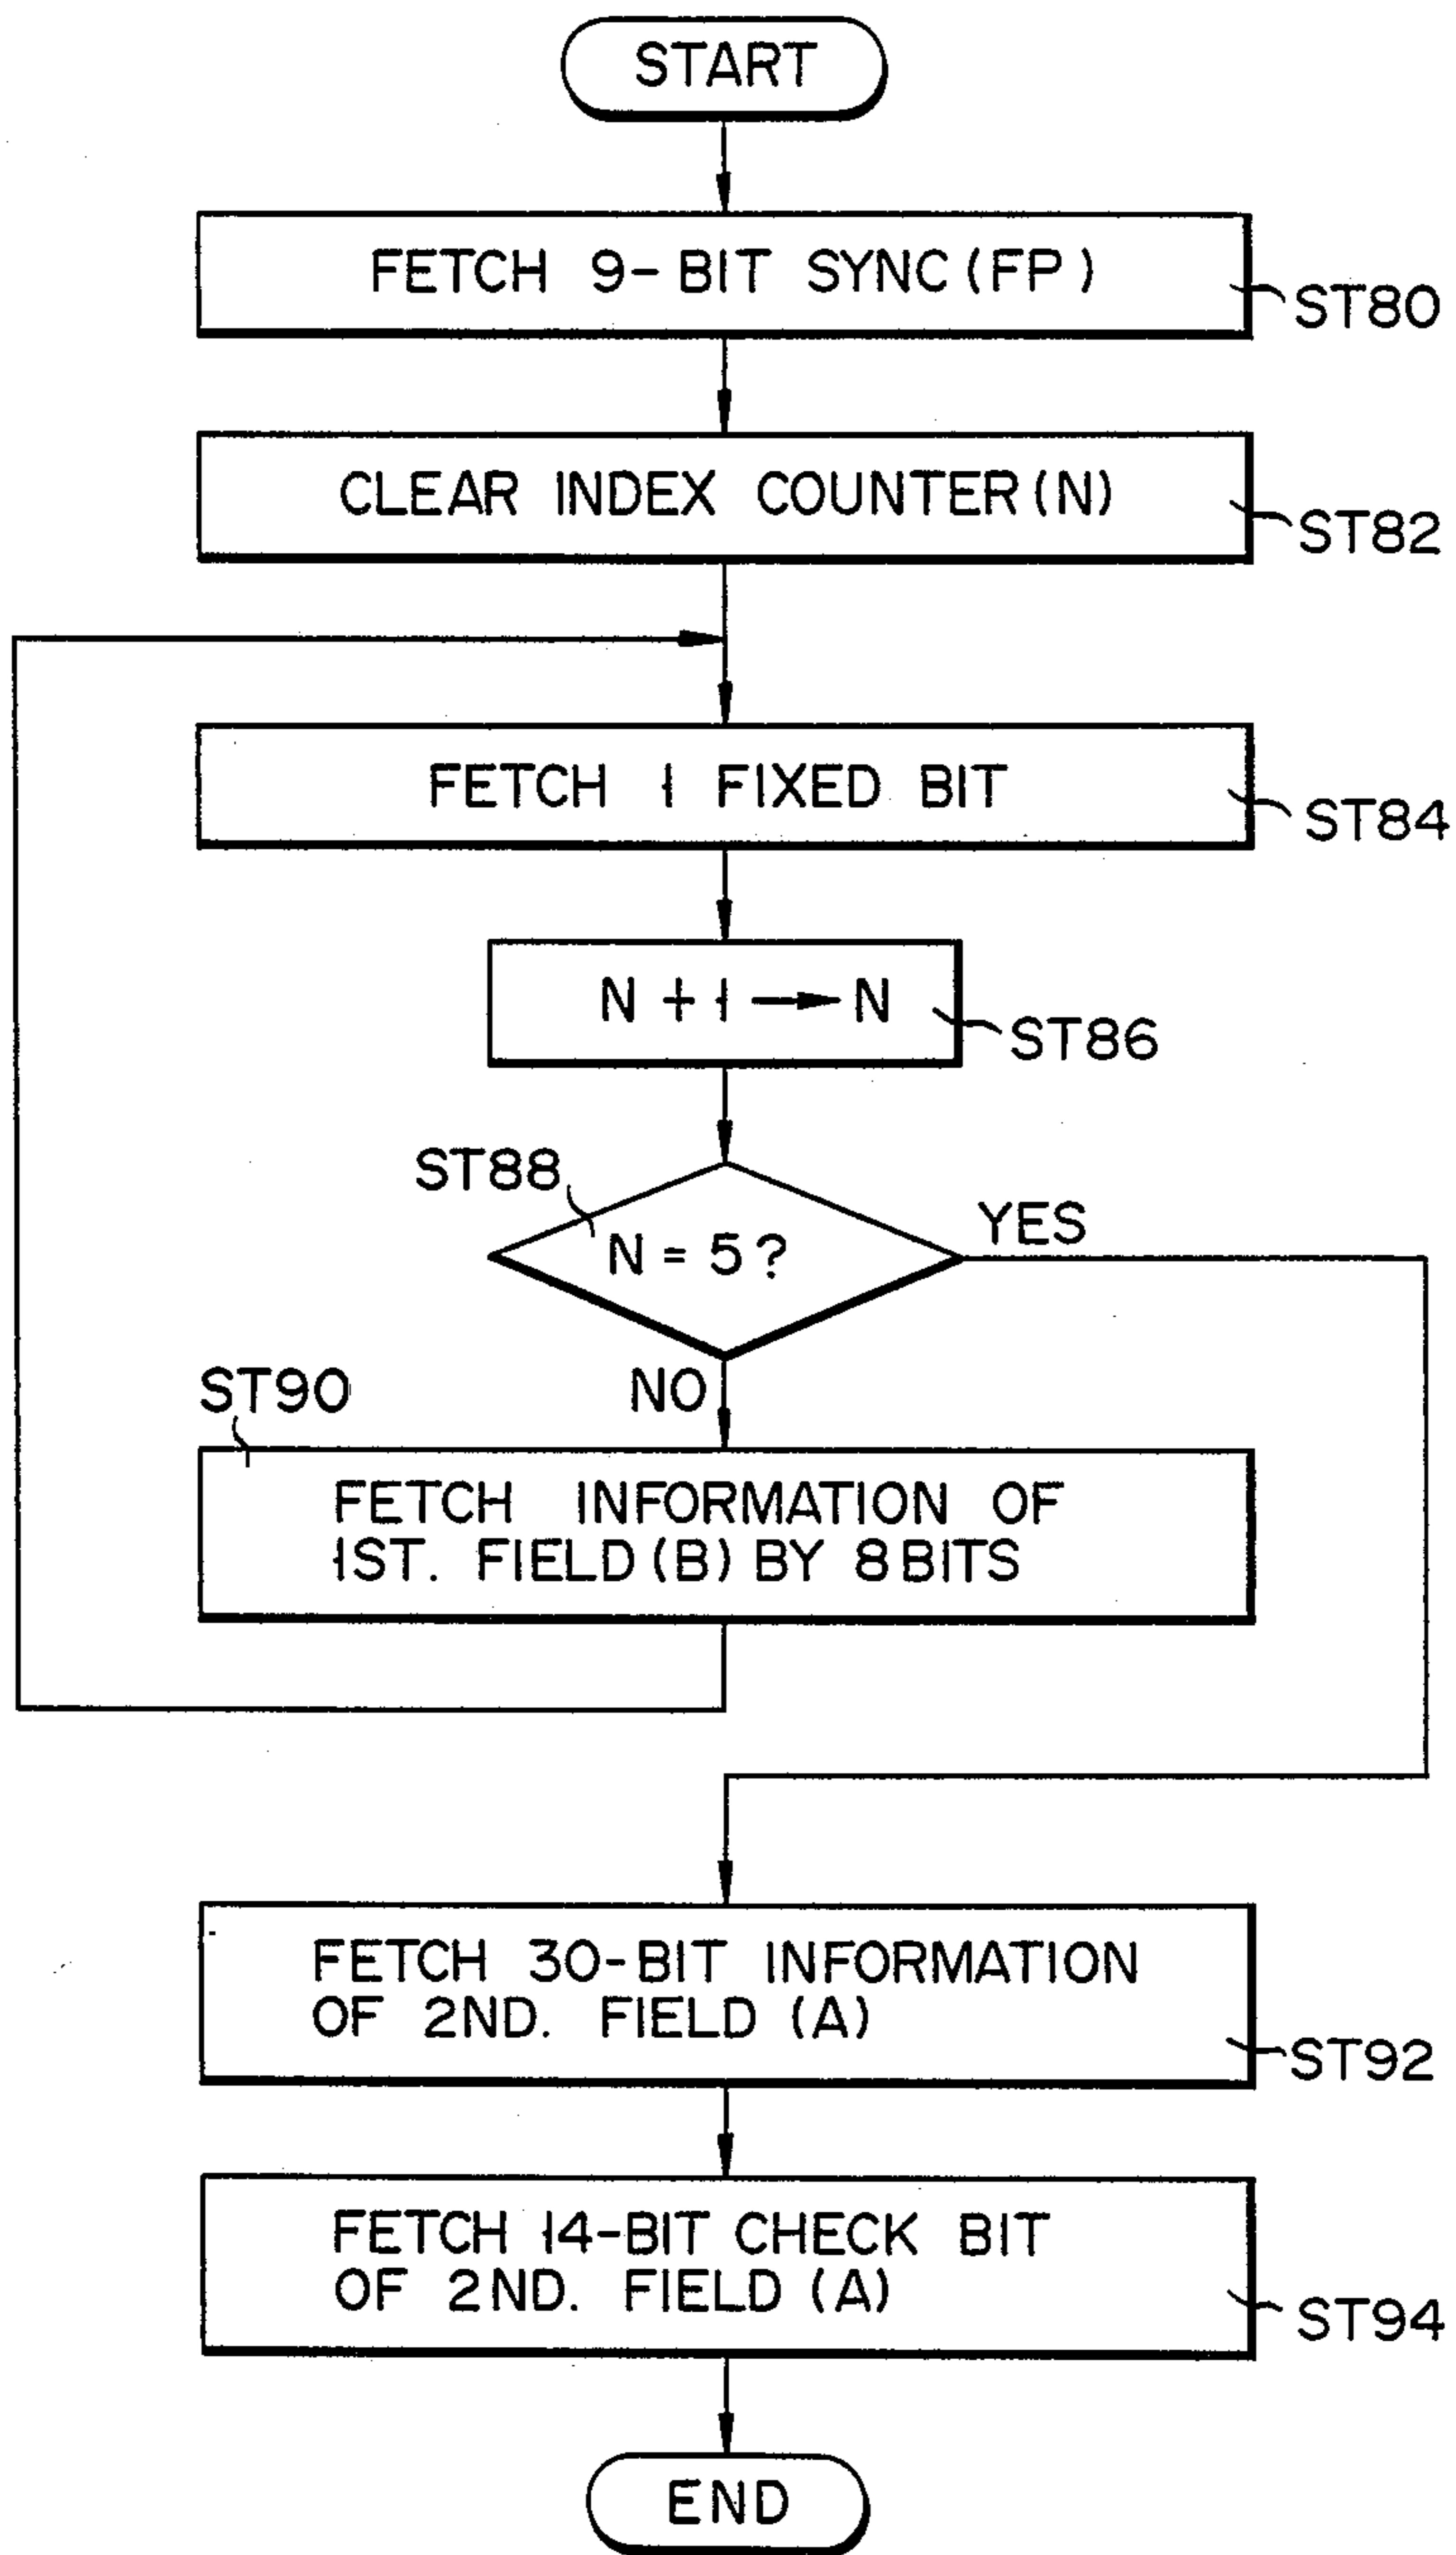 START
FETCH 9-BIT SYNC (FP)
ST80
CLEAR INDEX COUNTER (N)
ST82
FETCH 1 FIXED BIT
ST84
N + 1 → N
ST86
ST88
N = 5?
YES
NO
ST90
FETCH INFORMATION OF
1ST. FIELD (B) BY 8 BITS
FETCH 30-BIT INFORMATION
OF 2ND. FIELD (A)
ST92
FETCH 14-BIT CHECK BIT
OF 2ND. FIELD (A)
ST94
END